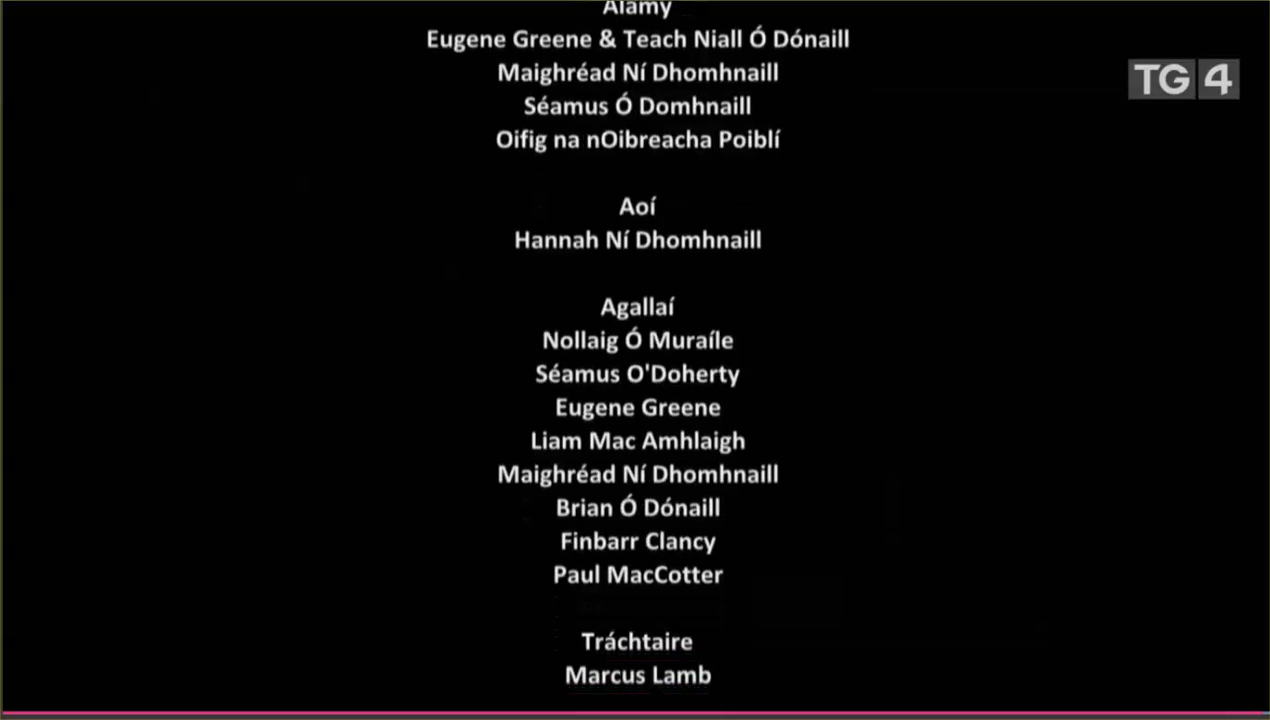 Alamy
Eugene Greene & Teach Niall Ó Dónaill
Maighréad Ní Dhomhnaill
Séamus Ó Domhnaill
Oifig na nOibreacha Poiblí
TG4
Aoí
Hannah Ní Dhomhnaill
Agallaí
Nollaig Ó Muraíle
Séamus O'Doherty
Eugene Greene
Liam Mac Amhlaigh
Maighréad Ní Dhomhnaill
Brian Ó Dónaill
Finbarr Clancy
Paul MacCotter
Tráchtaire
Marcus Lamb